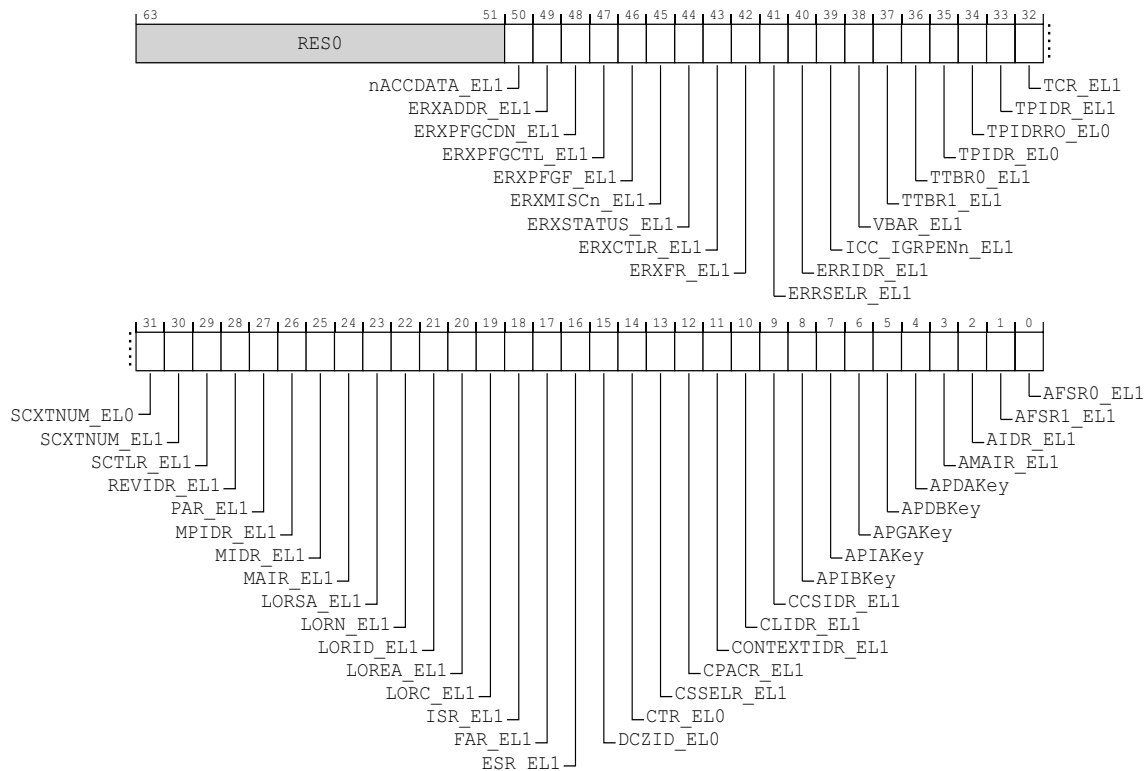 63 51 50 49 48 47 46 45 44 43 42 41 40 39 38 37 36 35 34 33 32
RES0
nACCDATA_EL1 TCR_EL1
ERXADDR_EL1 TPIDR_EL1
ERXPFGCDN_EL1 TPIDRRO_EL0
ERXPFGCTL_EL1 TPIDR_EL0
ERXPFGF_EL1 TTBR0_EL1
ERXMISCn_EL1 TTBR1_EL1
ERXSTATUS_EL1 VBAR_EL1
ERXCTLR_EL1 ICC_IGRPENn_EL1
ERXFR_EL1 ERRIDR_EL1
ERRSELR_EL1
31 30 29 28 27 26 25 24 23 22 21 20 19 18 17 16 15 14 13 12 11 10 9 8 7 6 5 4 3 2 1 0
AFSR0_EL1
SCXTNUM_EL0 AFSR1_EL1
SCXTNUM_EL1 AIDR_EL1
SCTLR_EL1 AMAIR_EL1
REVIDR_EL1 APDAKey
PAR_EL1 APDBKey
MPIDR_EL1 APGAKey
MIDR_EL1 APIAKey
MAIR_EL1 APIBKey
LORSA_EL1 CCSIDR_EL1
LORN_EL1 CLIDR_EL1
LORID_EL1 CONTEXTIDR_EL1
LOREA_EL1 CPACR_EL1
LORC_EL1 CSSELR_EL1
ISR_EL1 CTR_EL0
FAR_EL1 DCZID_EL0
ESR_EL1